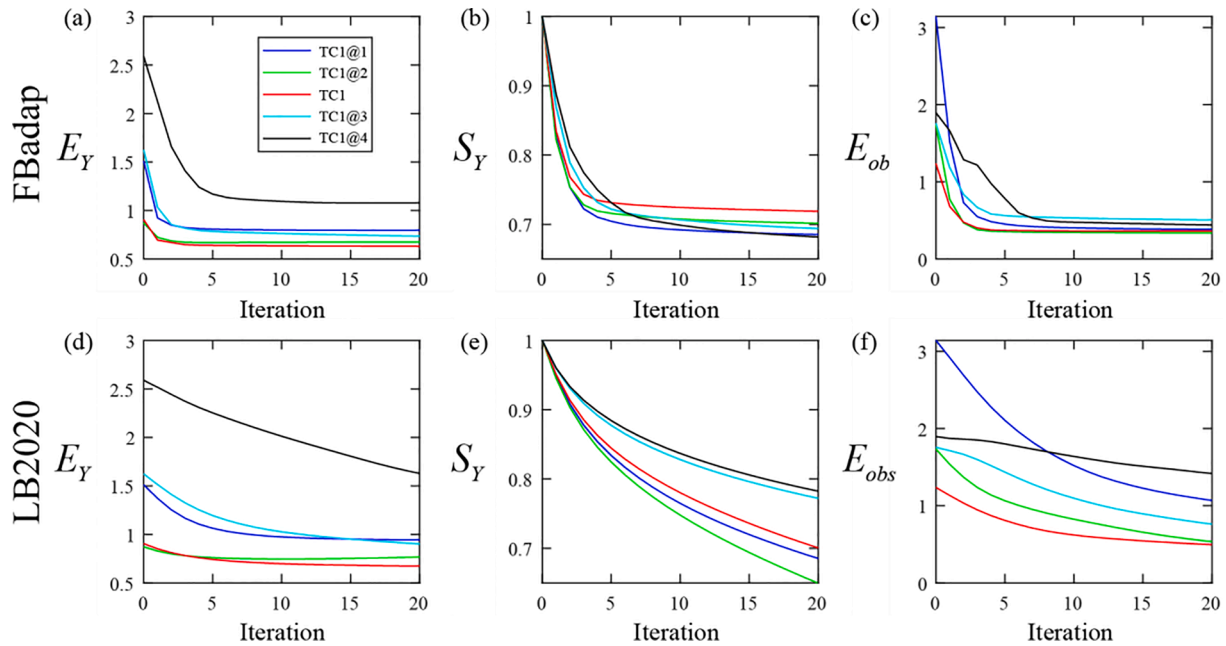 (a)
(b)
(c)
FBadap
E_Y
3
2.5
2
1.5
1
0.5
0
5
10
15
20
Iteration
TC1@1
TC1@2
TC1
TC1@3
TC1@4
S_Y
1
0.9
0.8
0.7
0
5
10
15
20
Iteration
E_ob
3
2
1
0
0
5
10
15
20
Iteration
(d)
(e)
(f)
LB2020
E_Y
3
2.5
2
1.5
1
0.5
0
5
10
15
20
Iteration
S_Y
1
0.9
0.8
0.7
0
5
10
15
20
Iteration
E_obs
3
2
1
0
0
5
10
15
20
Iteration